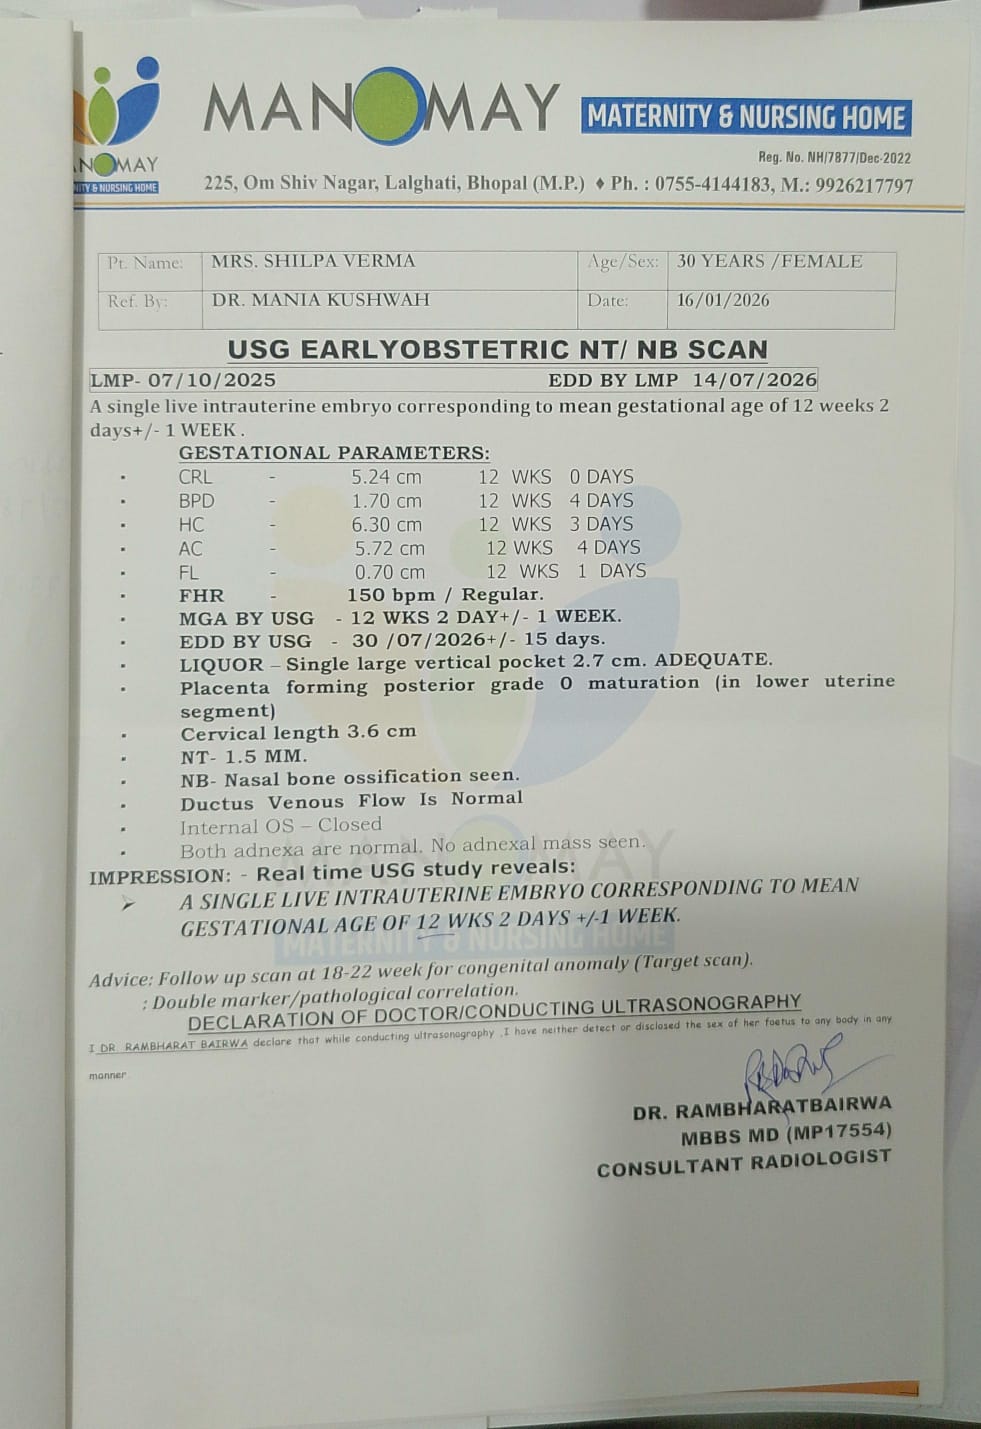 MANOMAY MATERNITY & NURSING HOME
Reg. No. NH/7877/Dec-2022
NOMAY
ITY & NURSING HOME
225, Om Shiv Nagar, Lalghati, Bhopal (M.P.) ♦ Ph. : 0755-4144183, M.: 9926217797
Pt. Name: MRS. SHILPA VERMA Age/Sex: 30 YEARS /FEMALE
Ref. By: DR. MANIA KUSHWAH Date: 16/01/2026
USG EARLYOBSTETRIC NT/ NB SCAN
LMP- 07/10/2025 EDD BY LMP 14/07/2026
A single live intrauterine embryo corresponding to mean gestational age of 12 weeks 2
days+/- 1 WEEK .
GESTATIONAL PARAMETERS:
• CRL - 5.24 cm 12 WKS 0 DAYS
• BPD - 1.70 cm 12 WKS 4 DAYS
• HC - 6.30 cm 12 WKS 3 DAYS
• AC - 5.72 cm 12 WKS 4 DAYS
• FL - 0.70 cm 12 WKS 1 DAYS
• FHR - 150 bpm / Regular.
• MGA BY USG - 12 WKS 2 DAY+/- 1 WEEK.
• EDD BY USG - 30 /07/2026+/- 15 days.
• LIQUOR – Single large vertical pocket 2.7 cm. ADEQUATE.
• Placenta forming posterior grade 0 maturation (in lower uterine
segment)
• Cervical length 3.6 cm
• NT- 1.5 MM.
• NB- Nasal bone ossification seen.
• Ductus Venous Flow Is Normal
• Internal OS – Closed
• Both adnexa are normal. No adnexal mass seen.
IMPRESSION: - Real time USG study reveals:
➢ A SINGLE LIVE INTRAUTERINE EMBRYO CORRESPONDING TO MEAN
GESTATIONAL AGE OF 12 WKS 2 DAYS +/-1 WEEK.
MANOMAY
MATERNITY & NURSING HOME
Advice: Follow up scan at 18-22 week for congenital anomaly (Target scan).
: Double marker/pathological correlation.
DECLARATION OF DOCTOR/CONDUCTING ULTRASONOGRAPHY
I DR. RAMBHARAT BAIRWA declare that while conducting ultrasonography ,I have neither detect or disclosed the sex of her foetus to any body in any
manner
DR. RAMBHARATBAIRWA
MBBS MD (MP17554)
CONSULTANT RADIOLOGIST